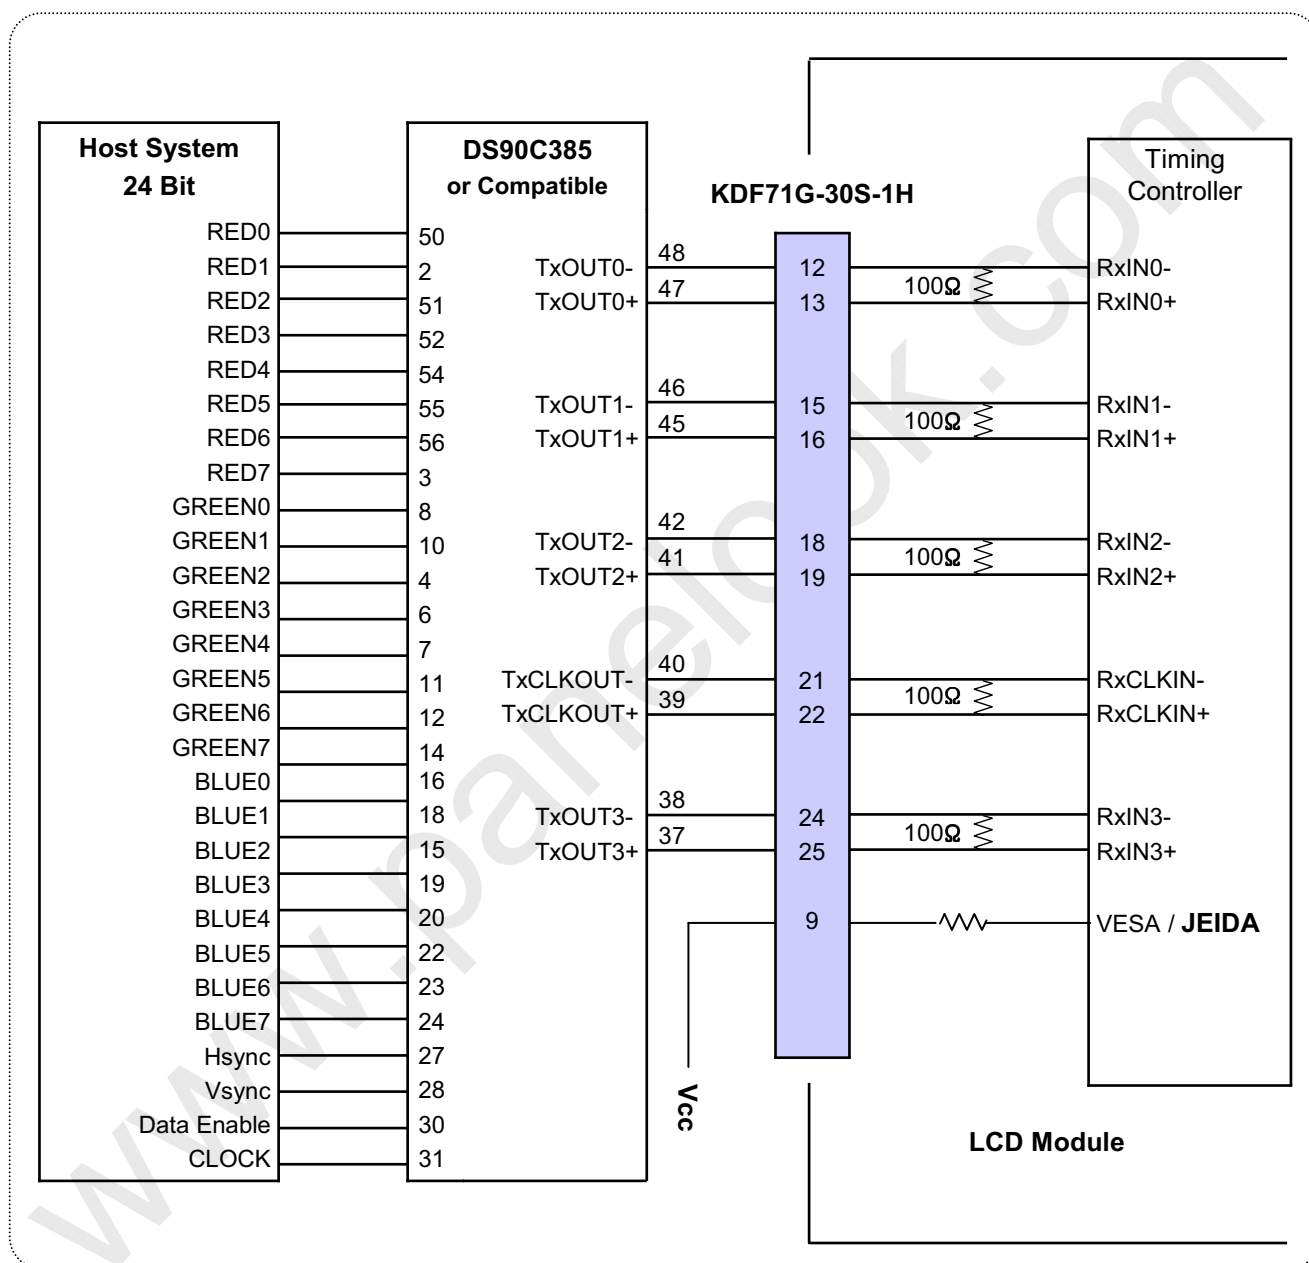 Host System
24 Bit
RED0
RED1
RED2
RED3
RED4
RED5
RED6
RED7
GREEN0
GREEN1
GREEN2
GREEN3
GREEN4
GREEN5
GREEN6
GREEN7
BLUE0
BLUE1
BLUE2
BLUE3
BLUE4
BLUE5
BLUE6
BLUE7
Hsync
Vsync
Data Enable
CLOCK
DS90C385
or Compatible
50
2
51
52
54
55
56
3
8
10
4
6
7
11
12
14
16
18
15
19
20
22
23
24
27
28
30
31
TxOUT0-
TxOUT0+
TxOUT1-
TxOUT1+
TxOUT2-
TxOUT2+
TxCLKOUT-
TxCLKOUT+
TxOUT3-
TxOUT3+
48
47
46
45
42
41
40
39
38
37
Vcc
KDF71G-30S-1H
12
13
15
16
18
19
21
22
24
25
9
100Ω
100Ω
100Ω
100Ω
100Ω
Timing
Controller
RxIN0-
RxIN0+
RxIN1-
RxIN1+
RxIN2-
RxIN2+
RxCLKIN-
RxCLKIN+
RxIN3-
RxIN3+
VESA / JEIDA
LCD Module
www.panelook.com